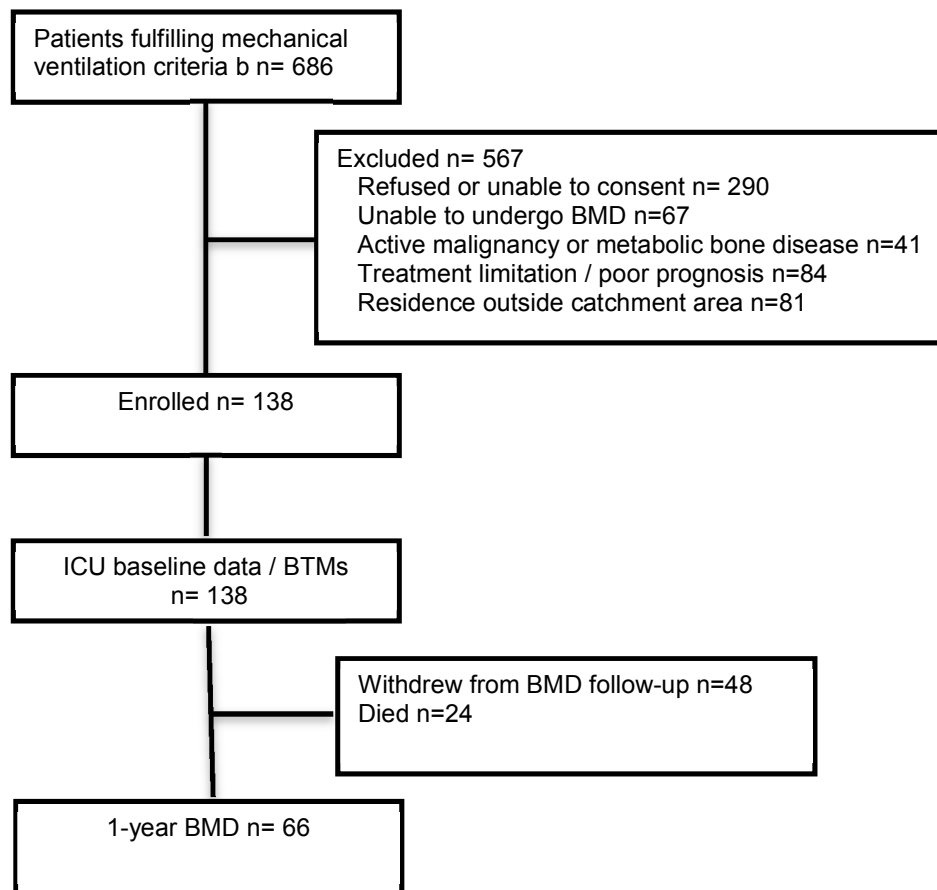 Patients fulfilling mechanical
ventilation criteria b n= 686
Excluded n= 567
Refused or unable to consent n= 290
Unable to undergo BMD n=67
Active malignancy or metabolic bone disease n=41
Treatment limitation / poor prognosis n=84
Residence outside catchment area n=81
Enrolled n= 138
ICU baseline data / BTMs
n= 138
Withdrew from BMD follow-up n=48
Died n=24
1-year BMD n= 66